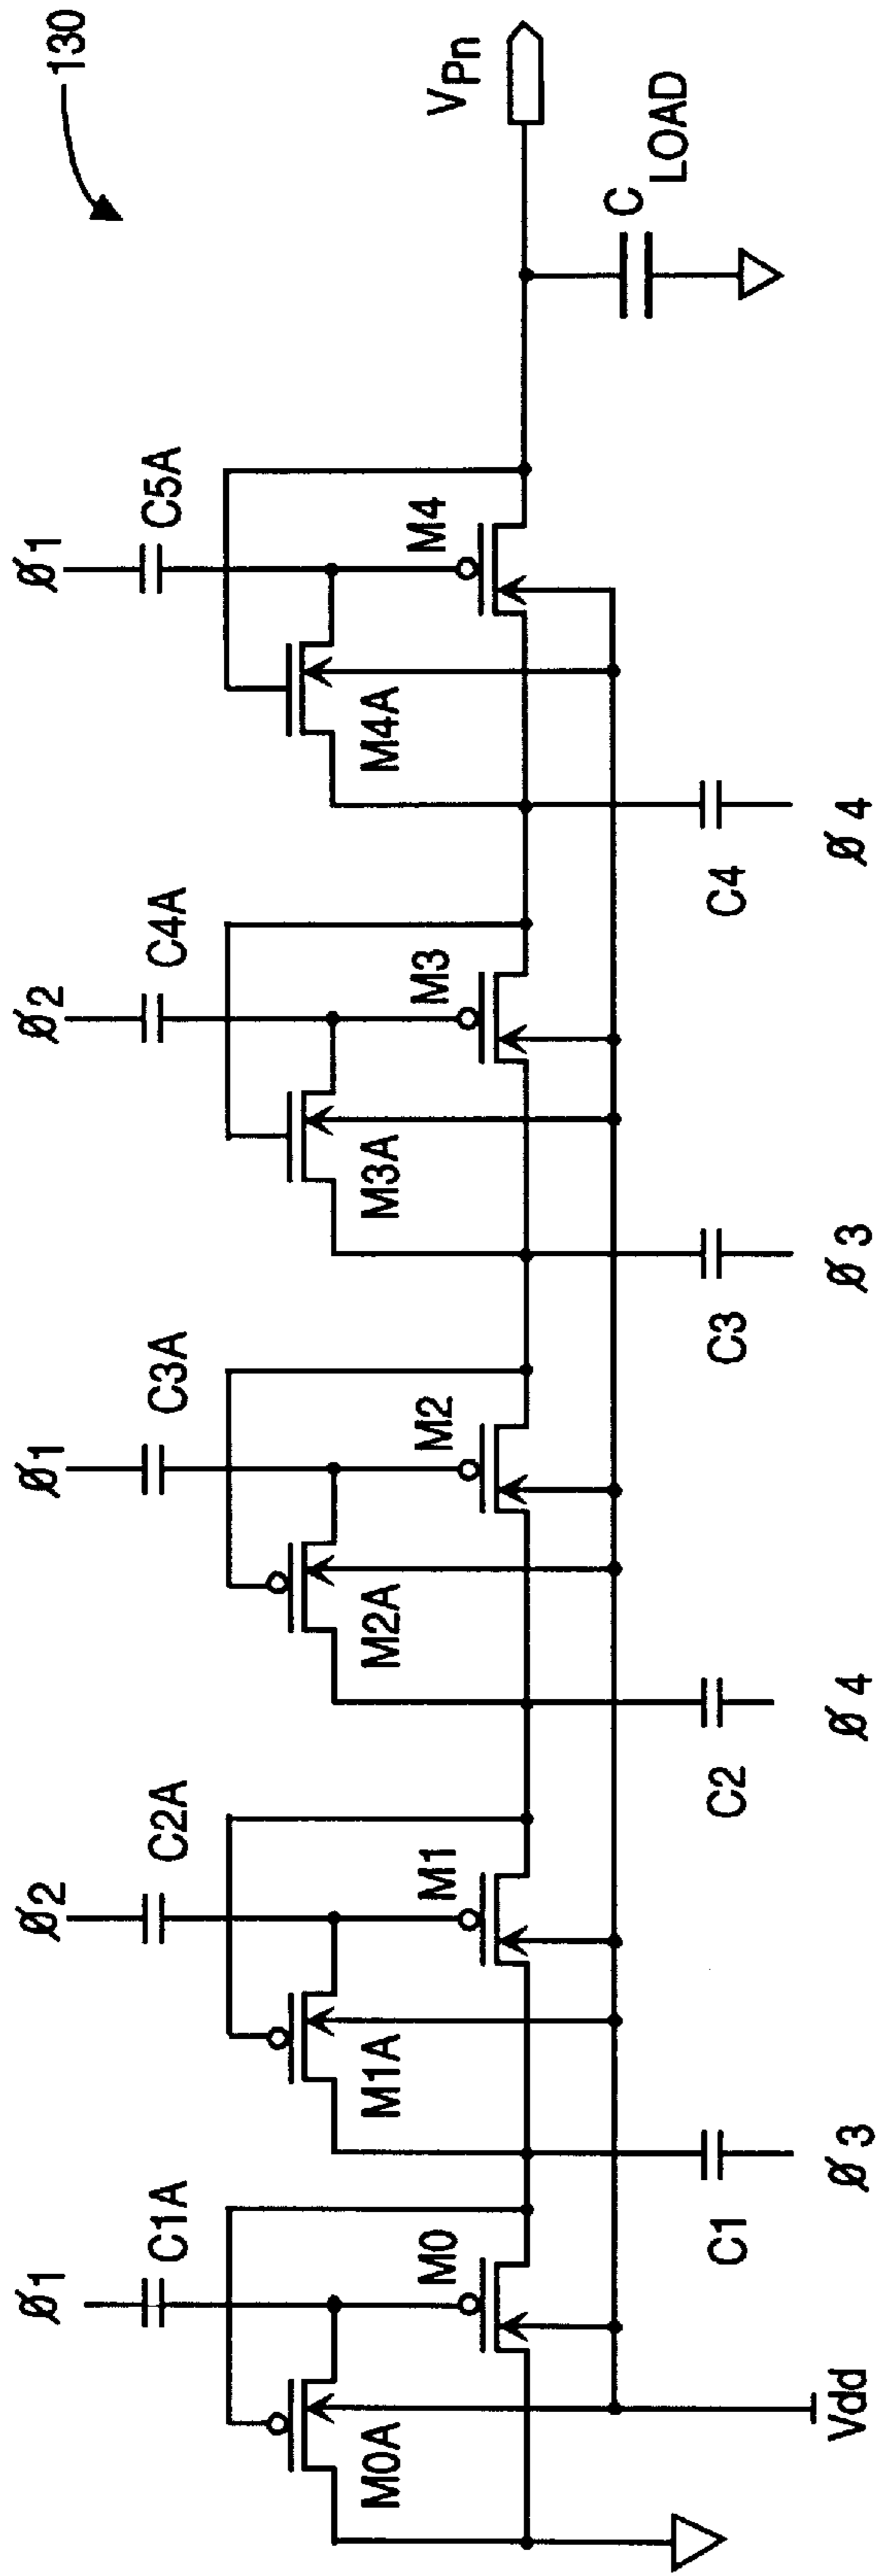 130
Ø1 Ø2 Ø1 Ø2 Ø1
C1A C2A C3A C4A C5A
M0 M1 M2 M3 M4
VPn
M0A M1A M2A M3A M4A
CLOAD
C1 C2 C3 C4
Vdd
Ø3 Ø4 Ø3 Ø4